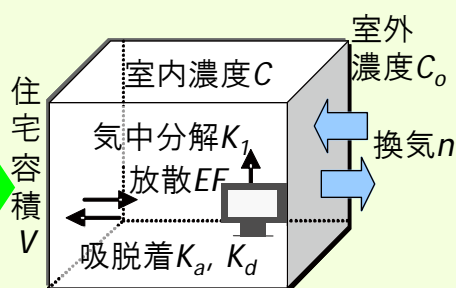 室外
濃度Co
室内濃度C
住宅容積V
気中分解K1
換気n
放散EF
吸脱着Ka, Kd